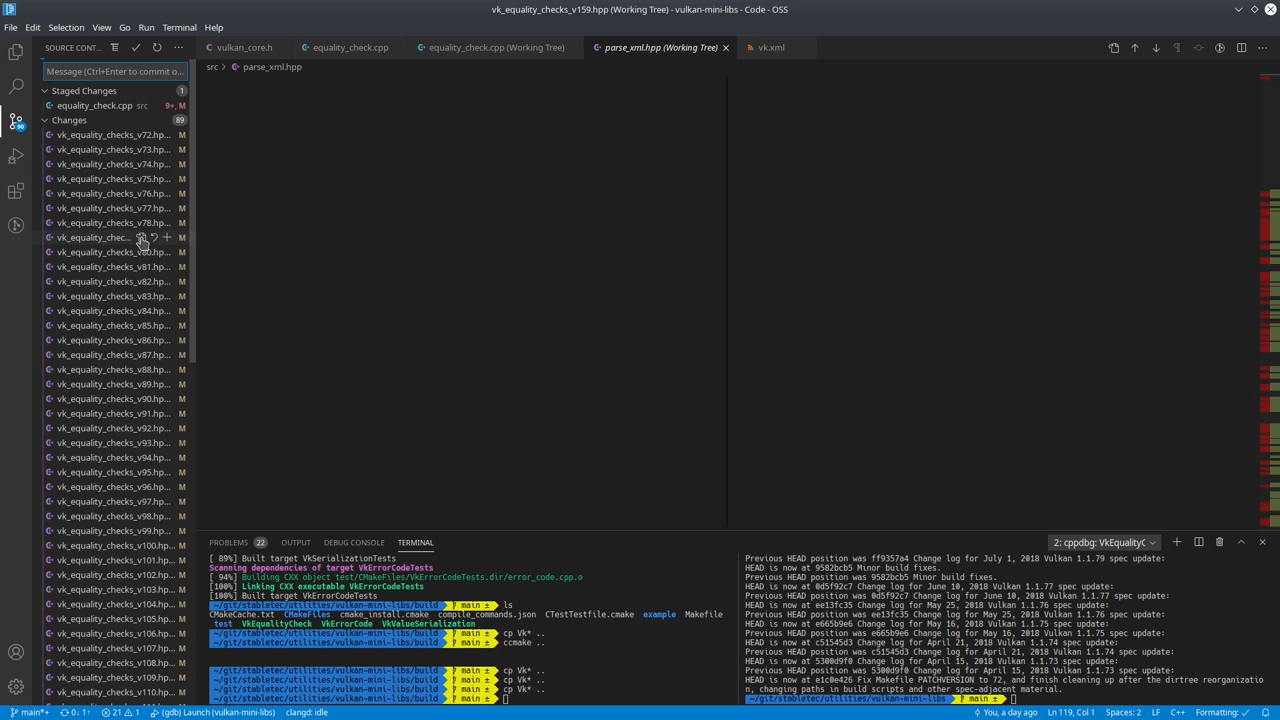 vk_equality_checks_v159.hpp (Working Tree) - vulkan-mini-libs - Code - OSS
File Edit Selection View Go Run Terminal Help
SOURCE CONT...
vulkan_core.h equality_check.cpp equality_check.cpp (Working Tree) parse_xml.hpp (Working Tree) vk.xml
src > parse_xml.hpp
Message (Ctrl+Enter to commit o...
Staged Changes 1
equality_check.cpp src 9+, M
Changes 89
vk_equality_checks_v72.hp... M
vk_equality_checks_v73.hp... M
vk_equality_checks_v74.hp... M
vk_equality_checks_v75.hp... M
vk_equality_checks_v76.hp... M
vk_equality_checks_v77.hp... M
vk_equality_checks_v78.hp... M
vk_equality_chec... M
vk_equality_checks_v80.hp... M
vk_equality_checks_v81.hp... M
vk_equality_checks_v82.hp... M
vk_equality_checks_v83.hp... M
vk_equality_checks_v84.hp... M
vk_equality_checks_v85.hp... M
vk_equality_checks_v86.hp... M
vk_equality_checks_v87.hp... M
vk_equality_checks_v88.hp... M
vk_equality_checks_v89.hp... M
vk_equality_checks_v90.hp... M
vk_equality_checks_v91.hp... M
vk_equality_checks_v92.hp... M
vk_equality_checks_v93.hp... M
vk_equality_checks_v94.hp... M
vk_equality_checks_v95.hp... M
vk_equality_checks_v96.hp... M
vk_equality_checks_v97.hp... M
vk_equality_checks_v98.hp... M
vk_equality_checks_v99.hp... M
vk_equality_checks_v100.hp... M
vk_equality_checks_v101.hp... M
vk_equality_checks_v102.hp... M
vk_equality_checks_v103.hp... M
vk_equality_checks_v104.hp... M
vk_equality_checks_v105.hp... M
vk_equality_checks_v106.hp... M
vk_equality_checks_v107.hp... M
vk_equality_checks_v108.hp... M
vk_equality_checks_v109.hp... M
vk_equality_checks_v110.hp... M
PROBLEMS 22 OUTPUT DEBUG CONSOLE TERMINAL
2: cppdbg: VkEqualityC
[ 89%] Built target VkSerializationTests
Scanning dependencies of target VkErrorCodeTests
[ 94%] Building CXX object test/CMakeFiles/VkErrorCodeTests.dir/error_code.cpp.o
[100%] Linking CXX executable VkErrorCodeTests
[100%] Built target VkErrorCodeTests
~/git/stabletec/utilities/vulkan-mini-libs/build main ± ls
CMakeCache.txt CMakeFiles cmake_install.cmake compile_commands.json CTestTestfile.cmake example Makefile
test VkEqualityCheck VkErrorCode VkValueSerialization
~/git/stabletec/utilities/vulkan-mini-libs/build main ± cp Vk* ..
~/git/stabletec/utilities/vulkan-mini-libs/build main ± ccmake ..
~/git/stabletec/utilities/vulkan-mini-libs/build main ± cp Vk* ..
~/git/stabletec/utilities/vulkan-mini-libs/build main ± cp Vk* ..
~/git/stabletec/utilities/vulkan-mini-libs/build main ± cp Vk* ..
~/git/stabletec/utilities/vulkan-mini-libs/build main ±
Previous HEAD position was ff9357a4 Change log for July 1, 2018 Vulkan 1.1.79 spec update:
HEAD is now at 9582bcb5 Minor build fixes.
Previous HEAD position was 9582bcb5 Minor build fixes.
HEAD is now at 0d5f92c7 Change log for June 10, 2018 Vulkan 1.1.77 spec update:
Previous HEAD position was 0d5f92c7 Change log for June 10, 2018 Vulkan 1.1.77 spec update:
HEAD is now at ee13fc35 Change log for May 25, 2018 Vulkan 1.1.76 spec update:
Previous HEAD position was ee13fc35 Change log for May 25, 2018 Vulkan 1.1.76 spec update:
HEAD is now at e665b9e6 Change log for May 16, 2018 Vulkan 1.1.75 spec update:
Previous HEAD position was e665b9e6 Change log for May 16, 2018 Vulkan 1.1.75 spec update:
HEAD is now at c51545d3 Change log for April 21, 2018 Vulkan 1.1.74 spec update:
Previous HEAD position was c51545d3 Change log for April 21, 2018 Vulkan 1.1.74 spec update:
HEAD is now at 5300d9f0 Change log for April 15, 2018 Vulkan 1.1.73 spec update:
Previous HEAD position was 5300d9f0 Change log for April 15, 2018 Vulkan 1.1.73 spec update:
HEAD is now at e1c0e426 Fix Makefile PATCHVERSION to 72, and finish cleaning up after the dirtree reorganizatio
n, changing paths in build scripts and other spec-adjacent material.
~/git/stabletec/utilities/vulkan-mini-libs main ±
main*+ 0↓ 1↑ 21 1 (gdb) Launch (vulkan-mini-libs) clangd: idle You, a day ago Ln 119, Col 1 Spaces: 2 LF C++ Formatting: ✓